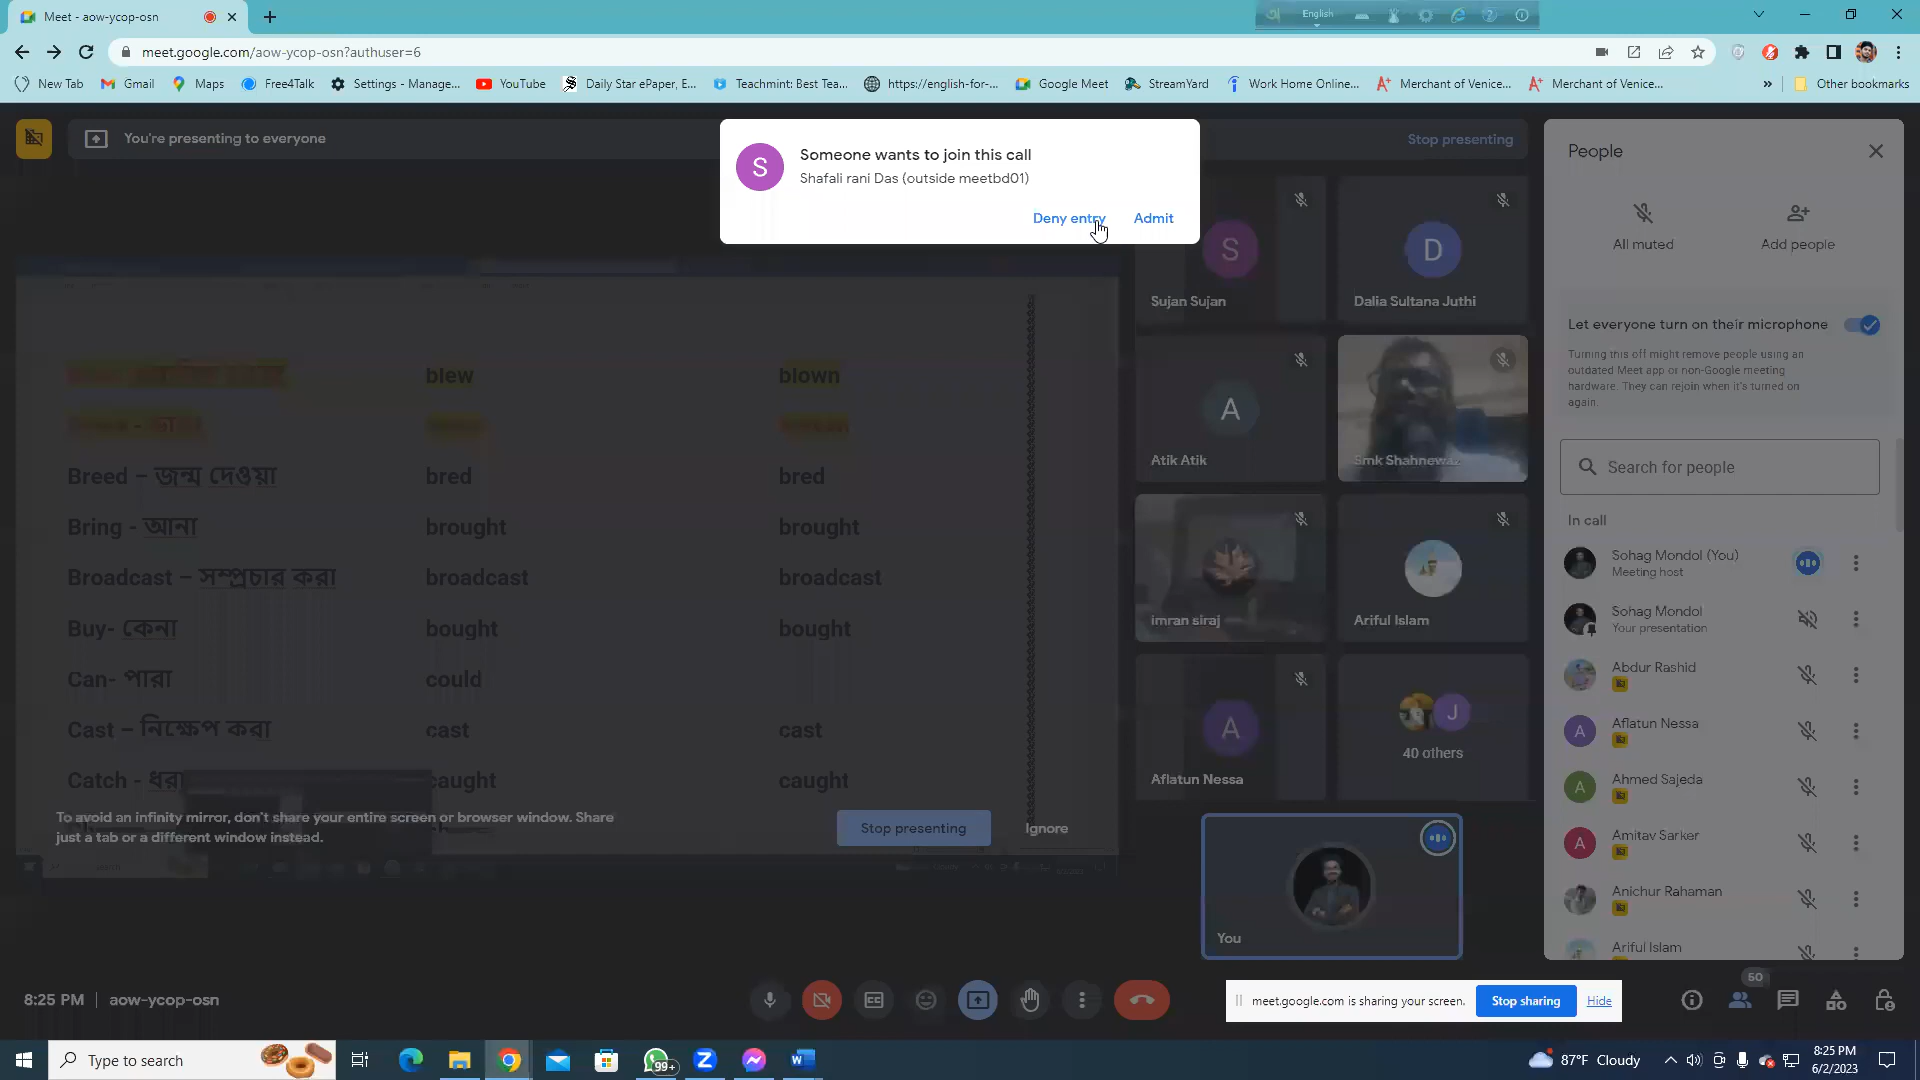 Meet - aow-ycop-osn
English
meet.google.com/aow-ycop-osn?authuser=6
New Tab
Gmail
Maps
Free4Talk
Settings - Manage...
YouTube
Daily Star ePaper, E...
Teachmint: Best Tea...
https://english-for-...
Google Meet
StreamYard
Work Home Online...
Merchant of Venice...
Merchant of Venice...
»
Other bookmarks
You're presenting to everyone
Stop presenting
S
Someone wants to join this call
Shafali rani Das (outside meetbd01)
Deny entry
Admit
blew blown
Breed – জন্ম দেওয়া bred bred
Bring - আনা brought brought
Broadcast – সম্প্রচার করা broadcast broadcast
Buy- কেনা bought bought
Can- পারা could
Cast – নিক্ষেপ করা cast cast
Catch - ধরা caught caught
To avoid an infinity mirror, don't share your entire screen or browser window. Share
just a tab or a different window instead.
Stop presenting
Ignore
S
Sujan Sujan
D
Dalia Sultana Juthi
A
Atik Atik
Smk Shahnewaz
imran siraj
Ariful Islam
A
Aflatun Nessa
J
40 others
You
People
All muted
Add people
Let everyone turn on their microphone
Turning this off might remove people using an
outdated Meet app or non-Google meeting
hardware. They can rejoin when it's turned on
again.
Search for people
In call
Sohag Mondol (You)
Meeting host
Sohag Mondol
Your presentation
Abdur Rashid
A
Aflatun Nessa
A
Ahmed Sajeda
A
Amitav Sarker
Anichur Rahaman
Ariful Islam
8:25 PM | aow-ycop-osn
meet.google.com is sharing your screen.
Stop sharing
Hide
50
Type to search
99+
Z
W
87°F Cloudy
8:25 PM
6/2/2023